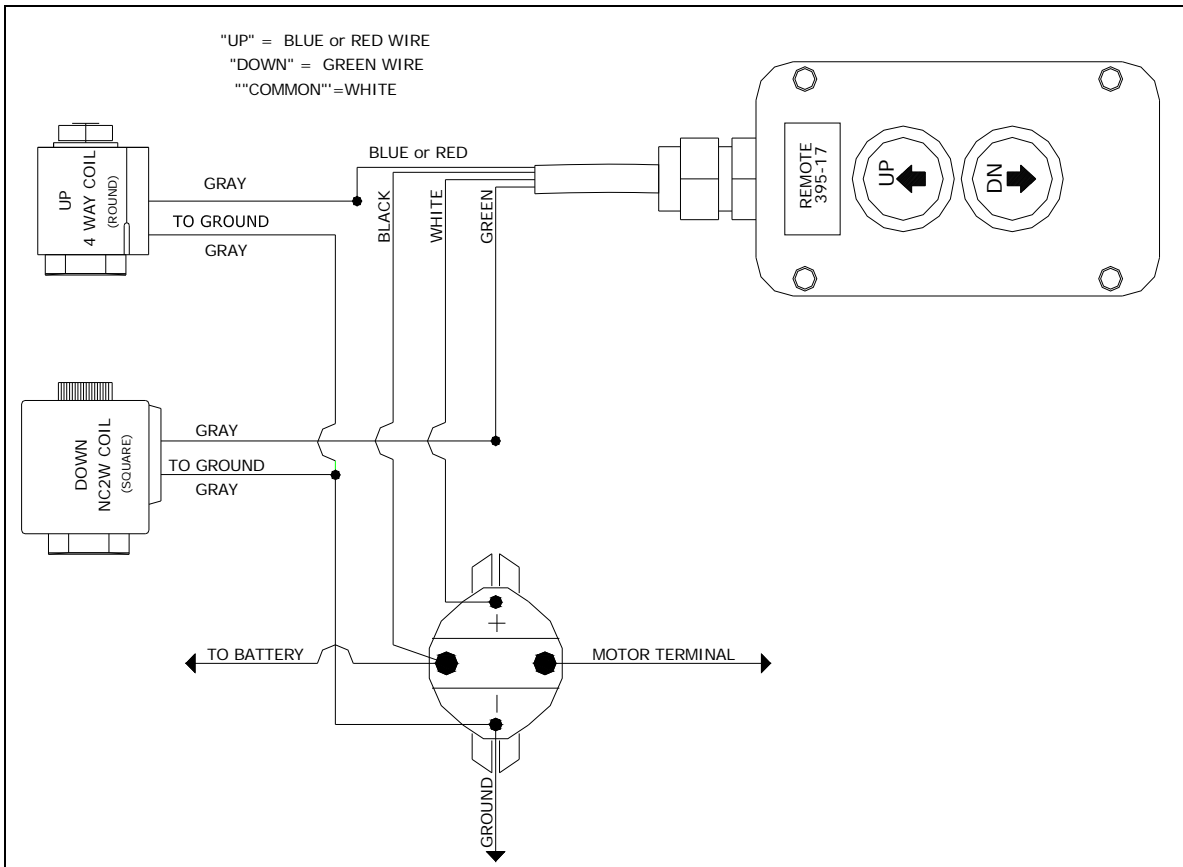 "UP" = BLUE or RED WIRE
"DOWN" = GREEN WIRE
""COMMON"'=WHITE
BLUE or RED
GRAY
TO GROUND
GRAY
UP
4 WAY COIL
(ROUND)
BLACK
WHITE
GREEN
REMOTE
395-17
UP
DN
GRAY
TO GROUND
GRAY
DOWN
NC2W COIL
(SQUARE)
+
TO BATTERY
MOTOR TERMINAL
—
GROUND